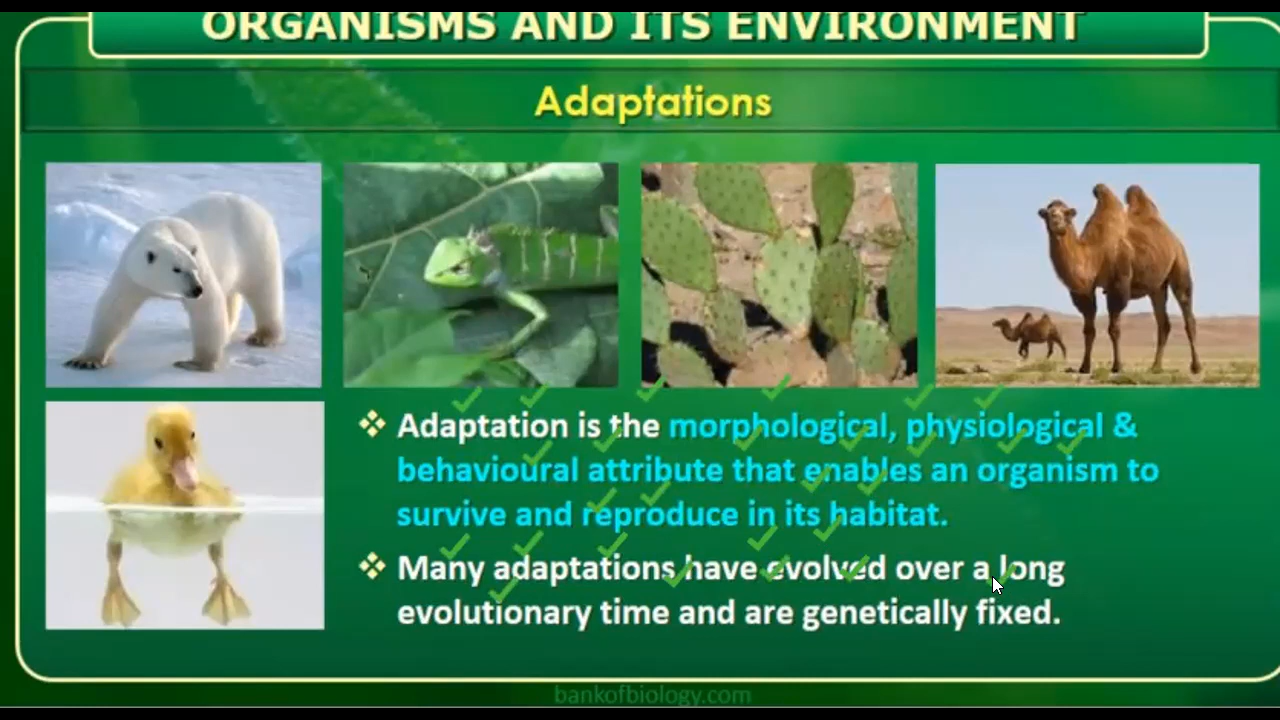 ORGANISMS AND ITS ENVIRONMENT
Adaptations
Adaptation is the morphological, physiological &
behavioural attribute that enables an organism to
survive and reproduce in its habitat.
Many adaptations have evolved over a long
evolutionary time and are genetically fixed.
bankofbiology.com